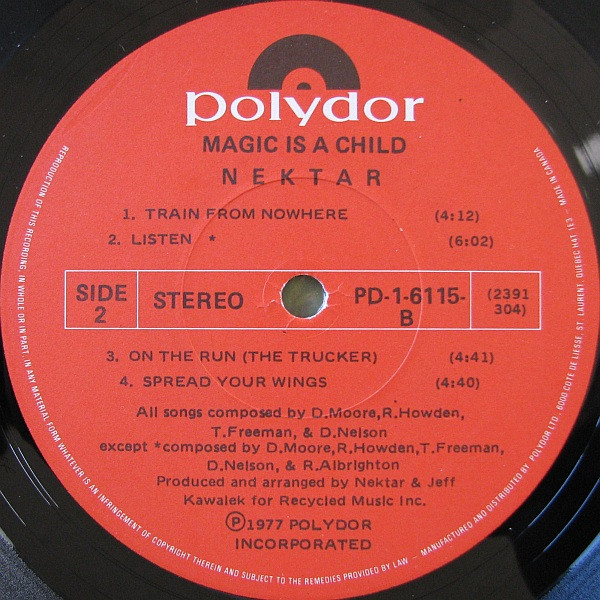 polydor
MAGIC IS A CHILD
NEKTAR
1. TRAIN FROM NOWHERE (4:12)
2. LISTEN * (6:02)
SIDE 2
STEREO
PD-1-6115-B
(2391 304)
3. ON THE RUN (THE TRUCKER) (4:41)
4. SPREAD YOUR WINGS (4:40)
All songs composed by D.Moore,R.Howden,
T.Freeman, & D.Nelson
except *composed by D.Moore,R.Howden,T.Freeman,
D.Nelson, & R.Albrighton
Produced and arranged by Nektar & Jeff
Kawalek for Recycled Music Inc.
Ⓟ1977 POLYDOR
INCORPORATED
REPRODUCTION OF THIS RECORDING, IN WHOLE OR IN PART, IN ANY MATERIAL FORM WHATEVER IS AN INFRINGEMENT OF COPYRIGHT THEREIN AND SUBJECT TO THE REMEDIES PROVIDED BY LAW – MANUFACTURED AND DISTRIBUTED BY POLYDOR LTD. 6000 COTE DE LIESSE, ST LAURENT, QUEBEC H4T 1E3 – MADE IN CANADA